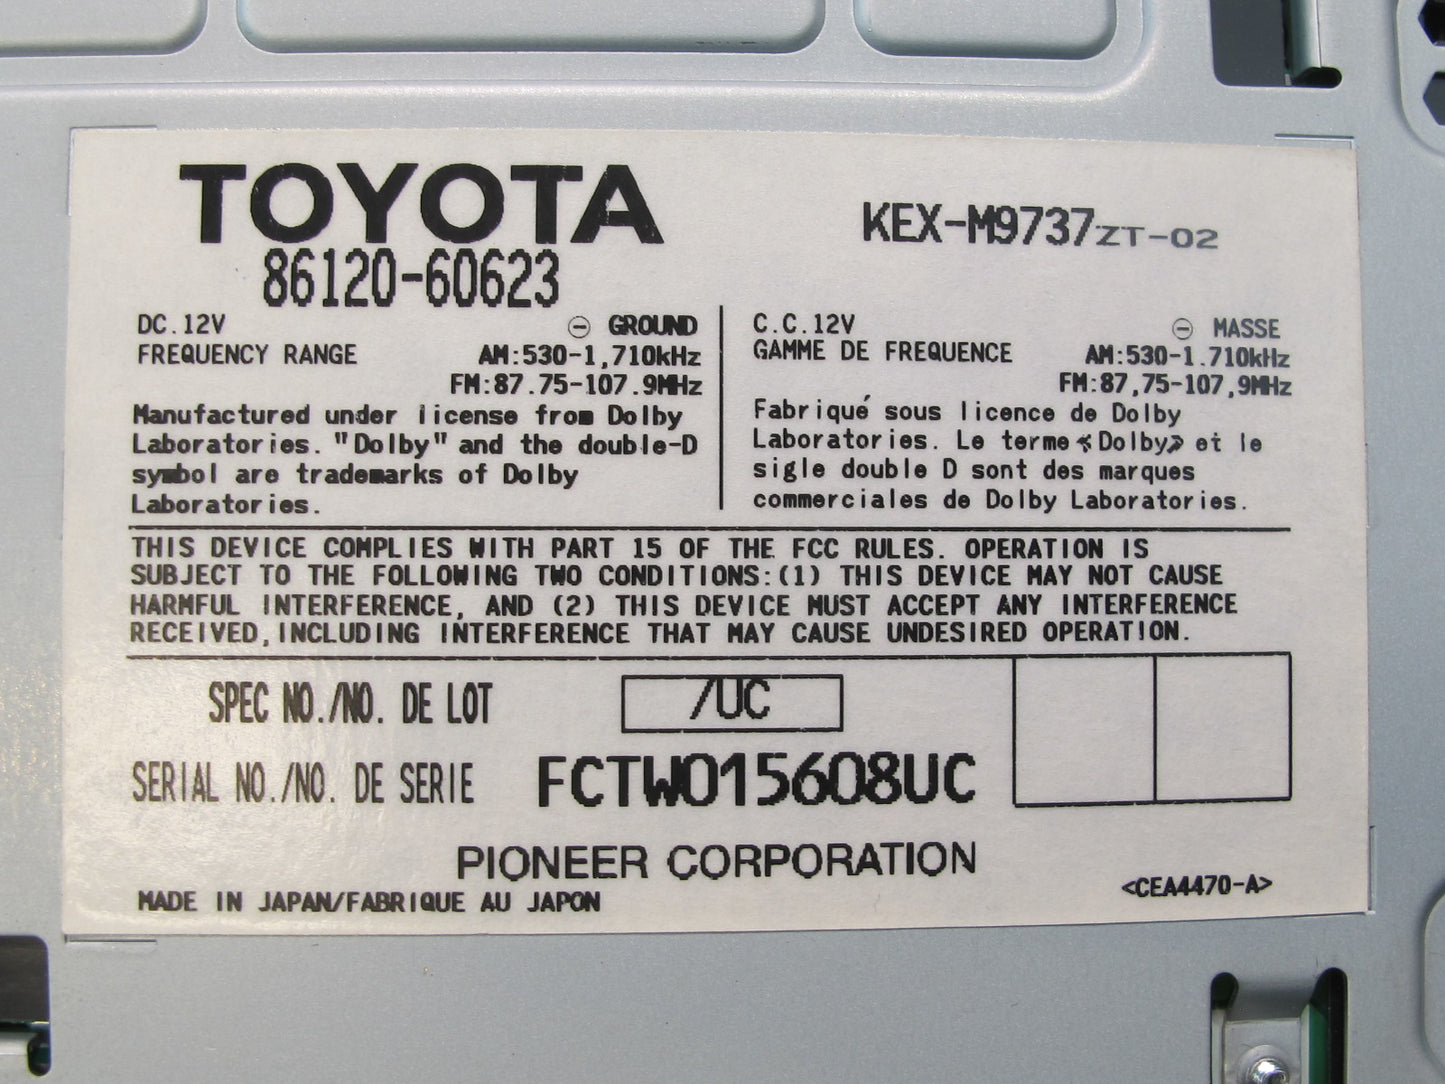 TOYOTA
86120-60623
KEX-M9737ZT-02
DC.12V ⊖ GROUND
FREQUENCY RANGE AM:530-1,710kHz
FM:87.75-107.9MHz
Manufactured under license from Dolby
Laboratories. "Dolby" and the double-D
symbol are trademarks of Dolby
Laboratories.
C.C.12V ⊖ MASSE
GAMME DE FREQUENCE AM:530-1.710kHz
FM:87,75-107,9MHz
Fabriqué sous licence de Dolby
Laboratories. Le terme «Dolby» et le
sigle double D sont des marques
commerciales de Dolby Laboratories.
THIS DEVICE COMPLIES WITH PART 15 OF THE FCC RULES. OPERATION IS
SUBJECT TO THE FOLLOWING TWO CONDITIONS:(1) THIS DEVICE MAY NOT CAUSE
HARMFUL INTERFERENCE, AND (2) THIS DEVICE MUST ACCEPT ANY INTERFERENCE
RECEIVED,INCLUDING INTERFERENCE THAT MAY CAUSE UNDESIRED OPERATION.
SPEC NO./NO. DE LOT /UC
SERIAL NO./NO. DE SERIE FCTW015608UC
PIONEER CORPORATION
MADE IN JAPAN/FABRIQUE AU JAPON
<CEA4470-A>